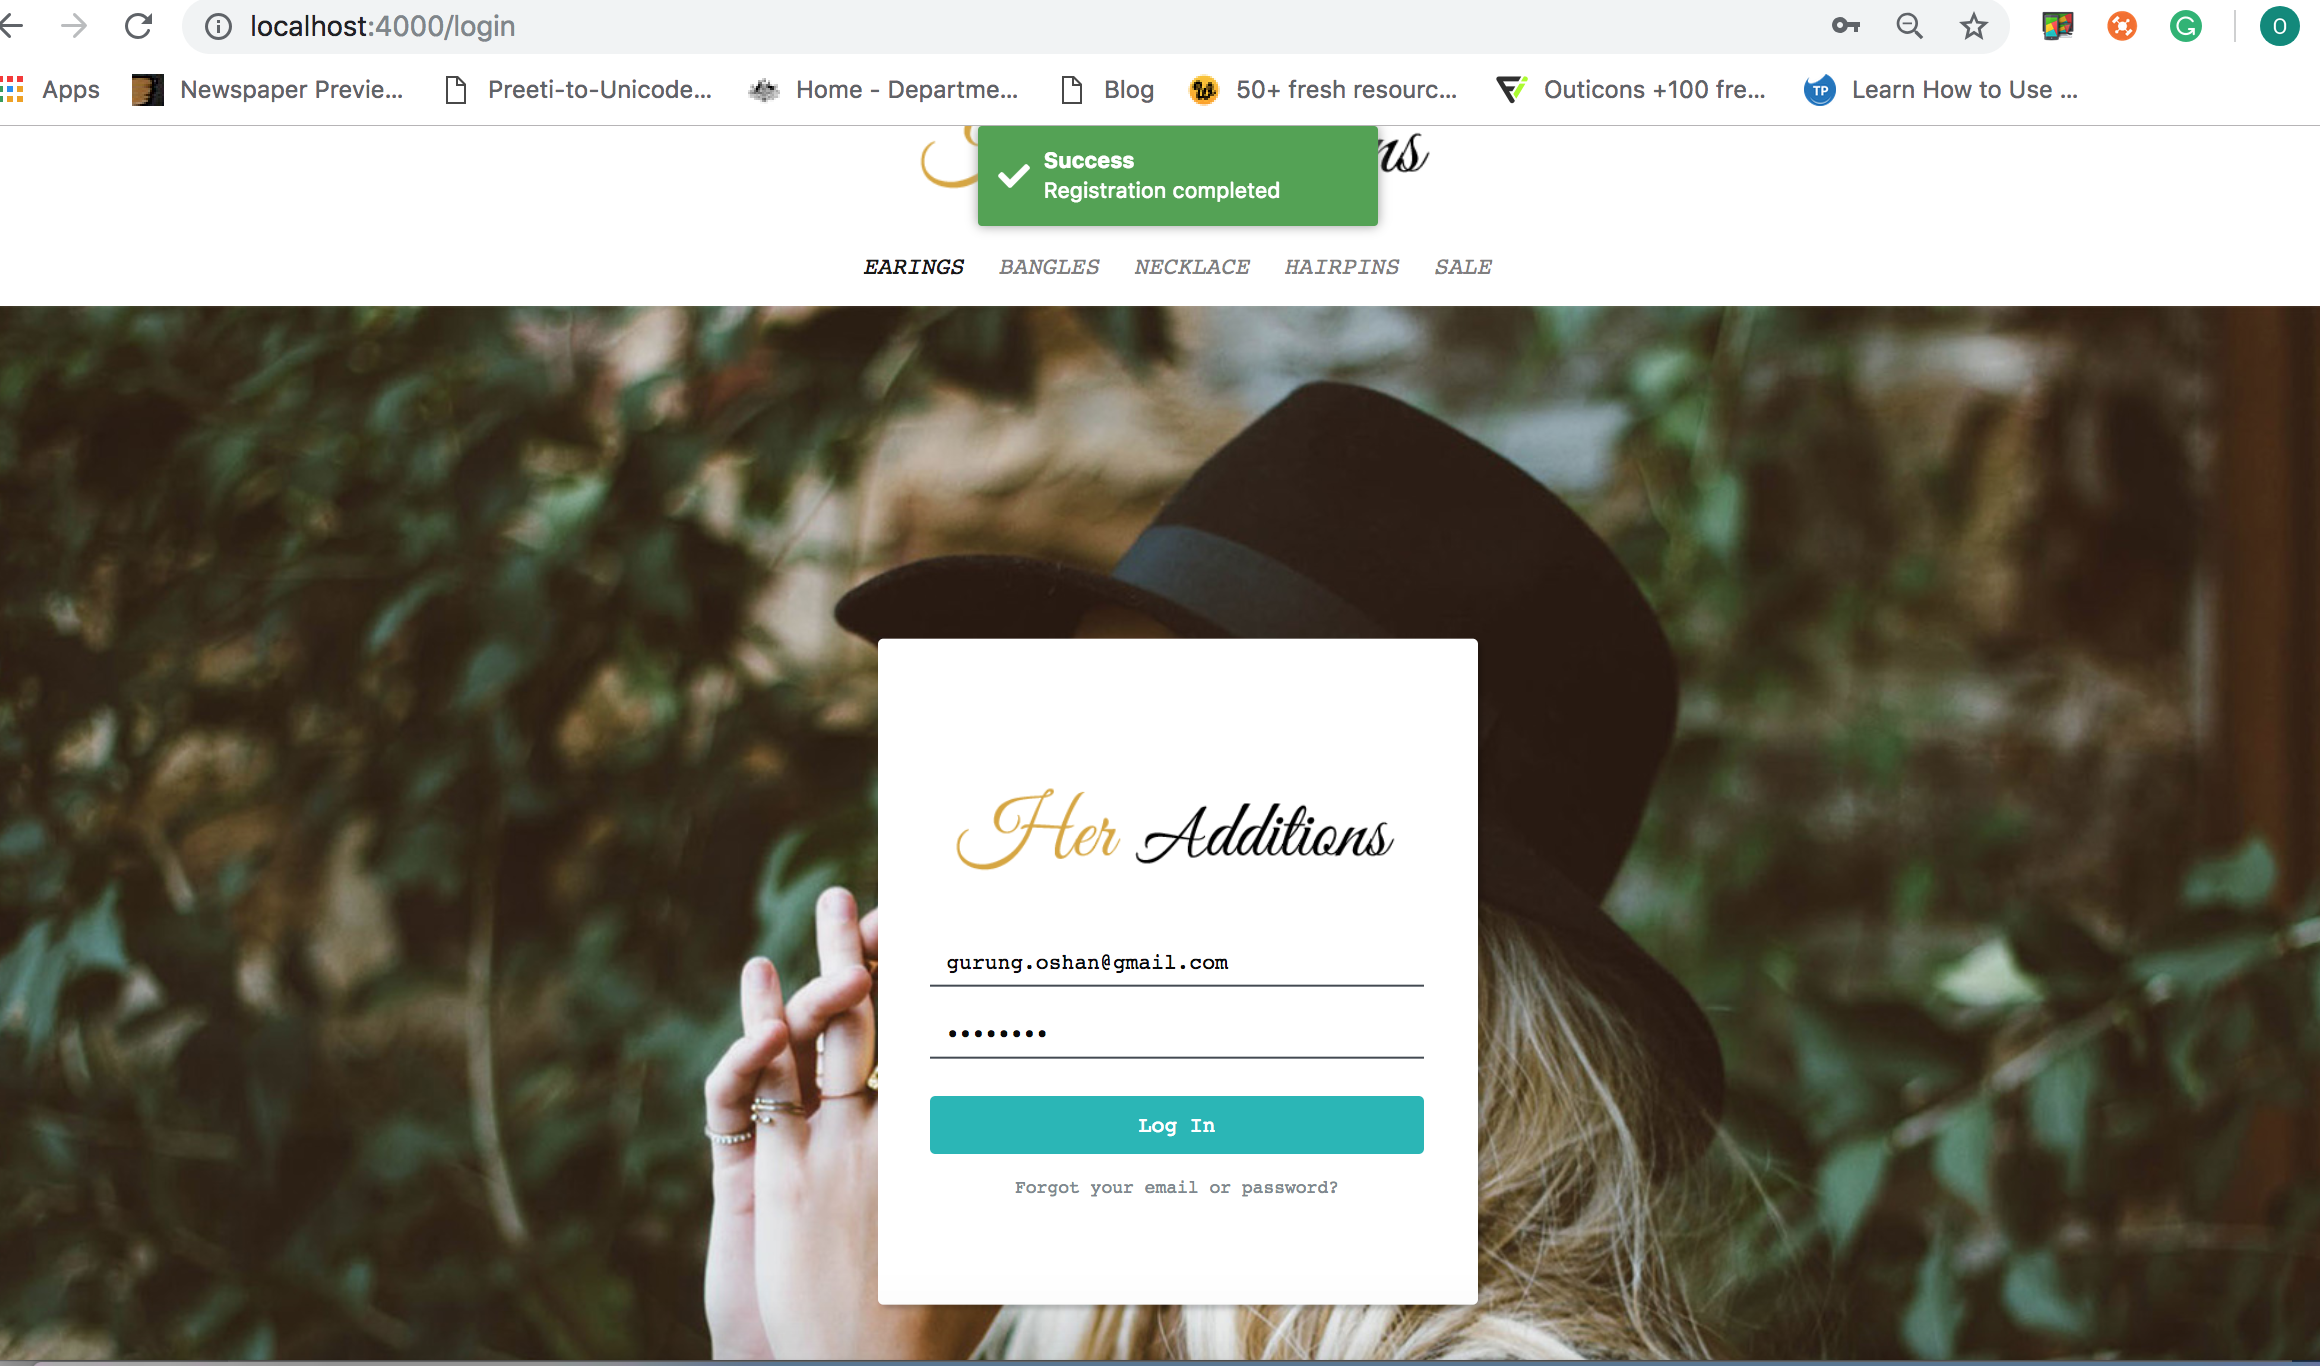 localhost:4000/login
O
Apps Newspaper Previe... Preeti-to-Unicode... Home - Departme... Blog 50+ fresh resourc... Outicons +100 fre... TP Learn How to Use ...
Success
Registration completed
EARINGS BANGLES NECKLACE HAIRPINS SALE
Her Additions
gurung.oshan@gmail.com
Log In
Forgot your email or password?